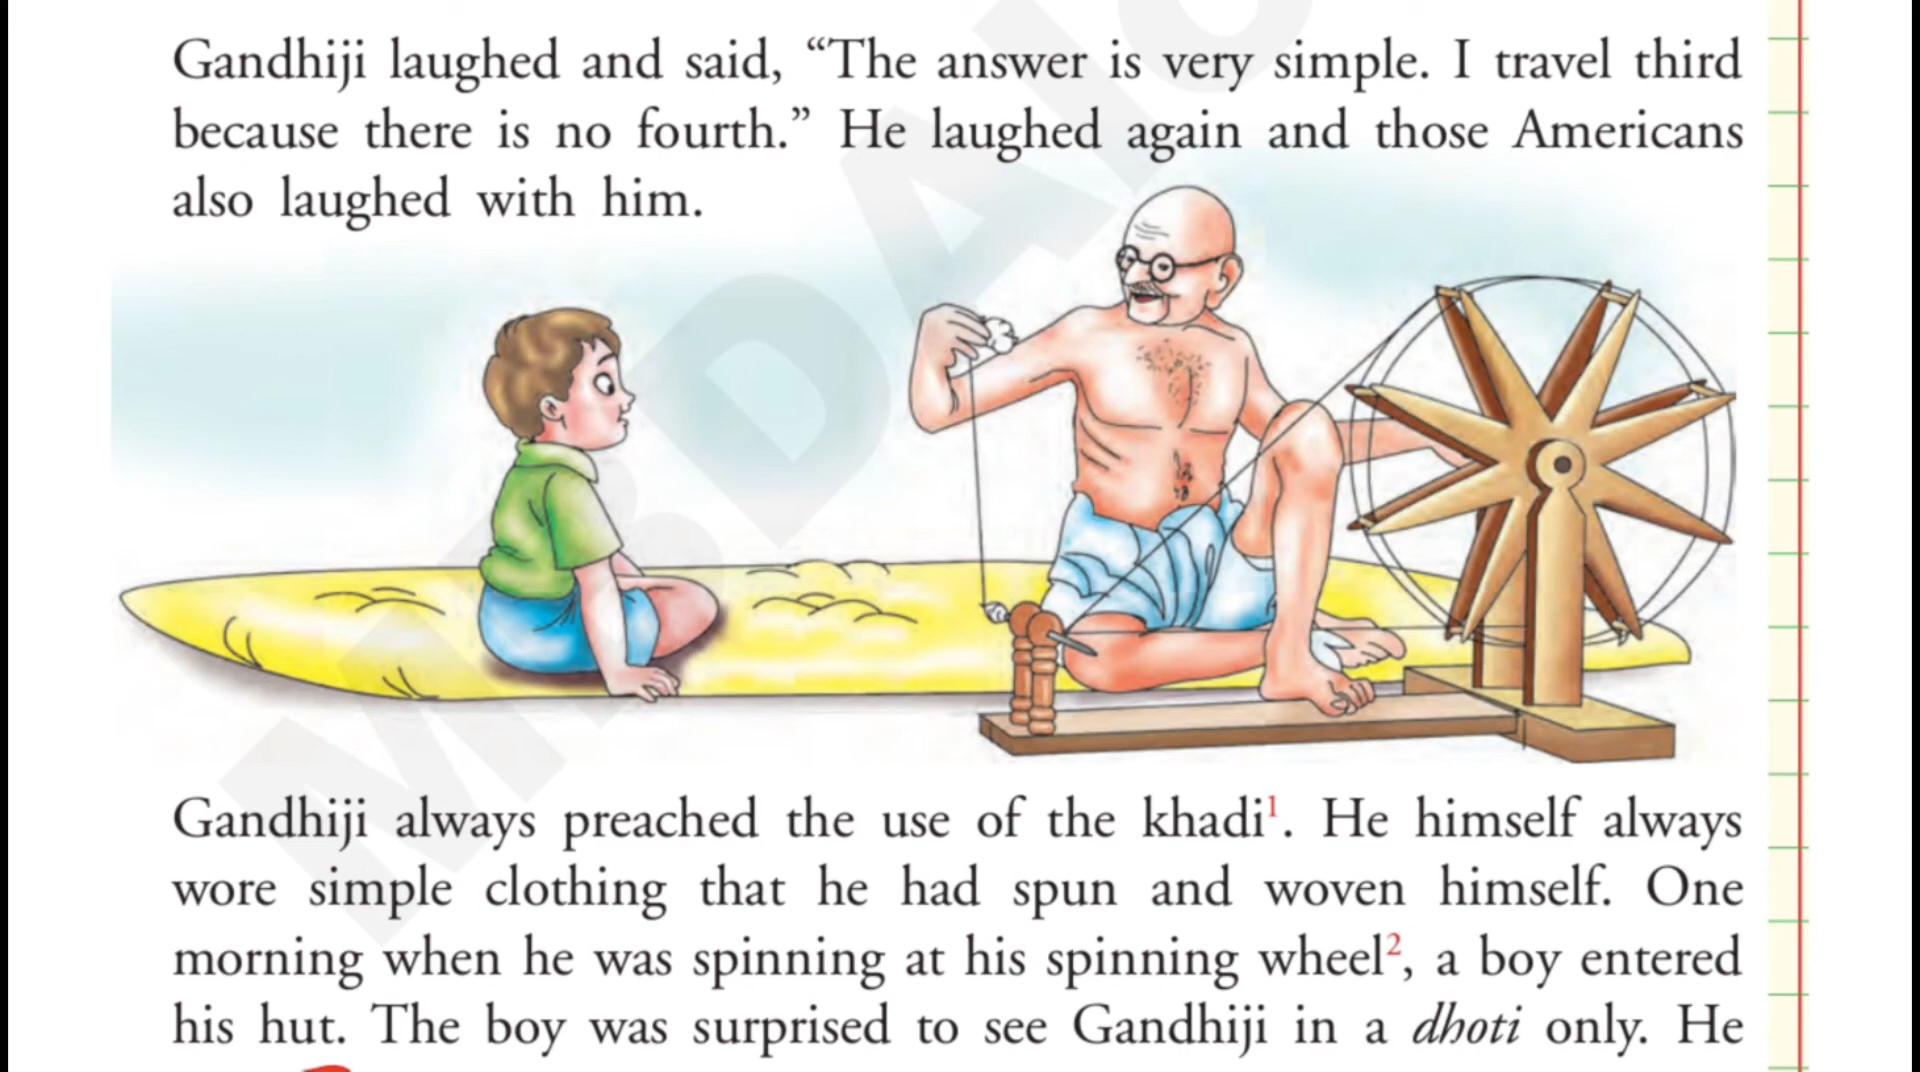 Gandhiji laughed and said, “The answer is very simple. I travel third
because there is no fourth.” He laughed again and those Americans
also laughed with him.
Gandhiji always preached the use of the khadi¹. He himself always
wore simple clothing that he had spun and woven himself. One
morning when he was spinning at his spinning wheel², a boy entered
his hut. The boy was surprised to see Gandhiji in a dhoti only. He